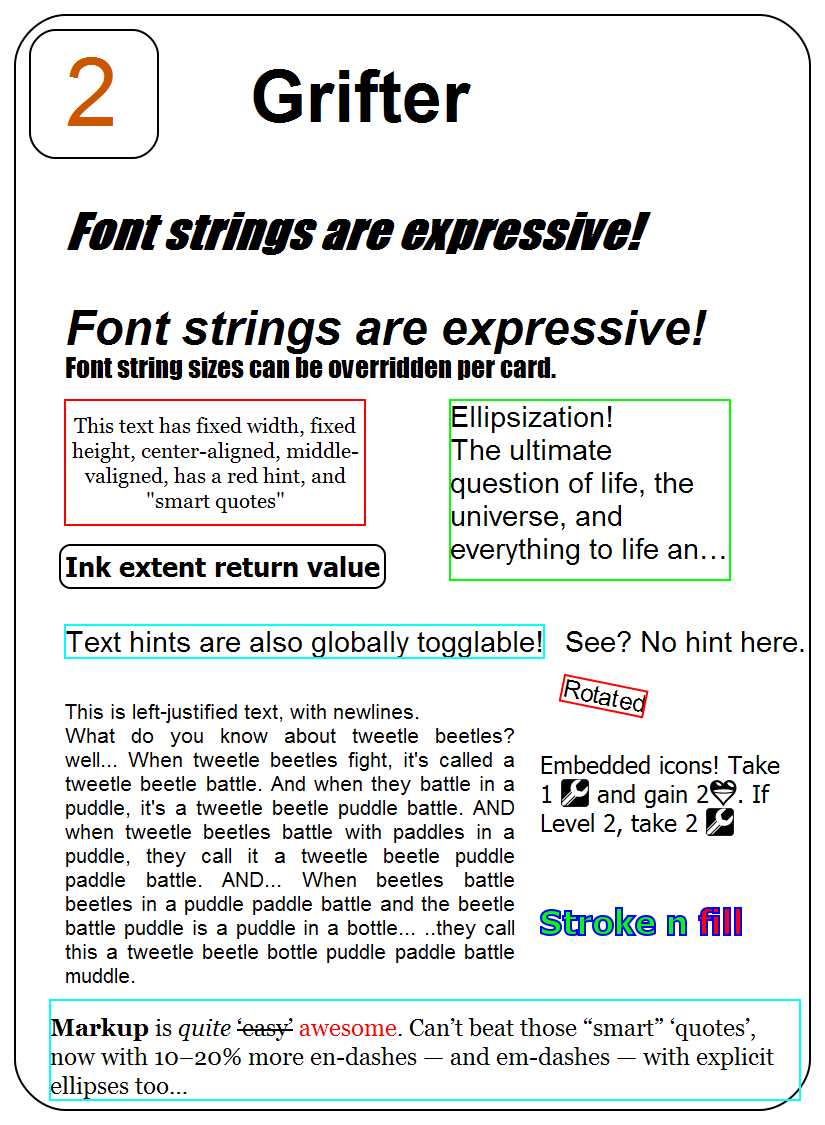 2
Grifter
Font strings are expressive!
Font strings are expressive!
Font string sizes can be overridden per card.
This text has fixed width, fixed
height, center-aligned, middle-
valigned, has a red hint, and
"smart quotes"
Ellipsization!
The ultimate
question of life, the
universe, and
everything to life an…
Ink extent return value
Text hints are also globally togglable!
See? No hint here.
Rotated
This is left-justified text, with newlines.
What do you know about tweetle beetles?
well... When tweetle beetles fight, it's called a
tweetle beetle battle. And when they battle in a
puddle, it's a tweetle beetle puddle battle. AND
when tweetle beetles battle with paddles in a
puddle, they call it a tweetle beetle puddle
paddle battle. AND... When beetles battle
beetles in a puddle paddle battle and the beetle
battle puddle is a puddle in a bottle... ..they call
this a tweetle beetle bottle puddle paddle battle
muddle.
Embedded icons! Take
1 and gain 2. If
Level 2, take 2
Stroke n fill
Markup is quite ‘easy’ awesome. Can’t beat those “smart” ‘quotes’,
now with 10–20% more en-dashes — and em-dashes — with explicit
ellipses too…